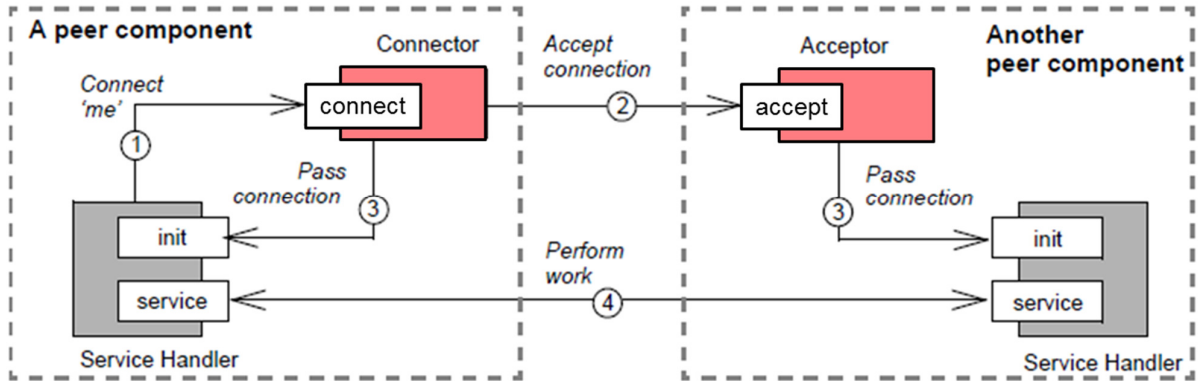 A peer component
Connector
Connect
‘me’
1
connect
Pass
connection
3
init
service
Service Handler
Accept
connection
2
Perform
work
4
Another
peer component
Acceptor
accept
Pass
connection
3
init
service
Service Handler